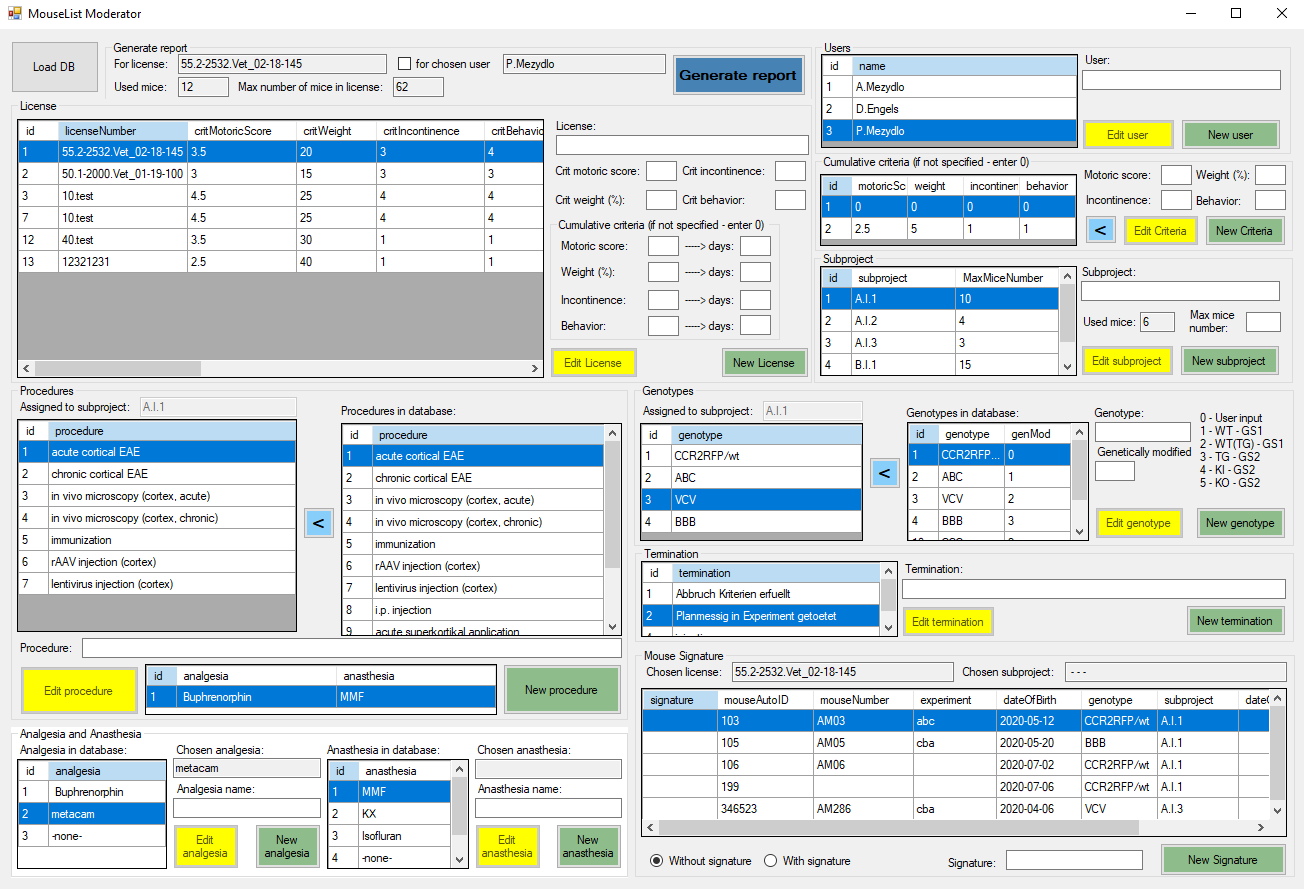 MouseList Moderator
Load DB
Generate report
For license: 55.2-2532.Vet_02-18-145 for chosen user P.Mezydlo
Used mice: 12 Max number of mice in license: 62
Generate report
License
id licenseNumber critMotoricScore critWeight critIncontinence critBehavio
1 55.2-2532.Vet_02-18-145 3.5 20 3 4
2 50.1-2000.Vet_01-19-100 3 15 3 3
3 10.test 4.5 25 4 4
7 10.test 4.5 25 4 4
12 40.test 3.5 30 1 1
13 12321231 2.5 40 1 1
License:
Crit motoric score: Crit incontinence:
Crit weight (%): Crit behavior:
Cumulative criteria (if not specified - enter 0)
Motoric score: ----> days:
Weight (%): ----> days:
Incontinence: ----> days:
Behavior: ----> days:
Edit License New License
Users
id name
1 A.Mezydlo
2 D.Engels
3 P.Mezydlo
User:
Edit user New user
Cumulative criteria (if not specified - enter 0)
id motoricSc weight incontiner behavior
1 0 0 0 0
2 2.5 5 1 1
Motoric score: Weight (%):
Incontinence: Behavior:
< Edit Criteria New Criteria
Subproject
id subproject MaxMiceNumber
1 A.I.1 10
2 A.I.2 4
3 A.I.3 3
4 B.I.1 15
Subproject:
Used mice: 6 Max mice number:
Edit subproject New subproject
Procedures
Assigned to subproject: A.I.1
id procedure
1 acute cortical EAE
2 chronic cortical EAE
3 in vivo microscopy (cortex, acute)
4 in vivo microscopy (cortex, chronic)
5 immunization
6 rAAV injection (cortex)
7 lentivirus injection (cortex)
<
Procedures in database:
id procedure
1 acute cortical EAE
2 chronic cortical EAE
3 in vivo microscopy (cortex, acute)
4 in vivo microscopy (cortex, chronic)
5 immunization
6 rAAV injection (cortex)
7 lentivirus injection (cortex)
8 i.p. injection
9 acute superkortikal application
Procedure:
Edit procedure
id analgesia anasthesia
1 Buphrenorphin MMF
New procedure
Genotypes
Assigned to subproject: A.I.1
id genotype
1 CCR2RFP/wt
2 ABC
3 VCV
4 BBB
<
Genotypes in database:
id genotype genMod
1 CCR2RFP... 0
2 ABC 1
3 VCV 2
4 BBB 3
Genotype:
Genetically modified
0 - User input
1 - WT - GS1
2 - WT(TG) - GS1
3 - TG - GS2
4 - KI - GS2
5 - KO - GS2
Edit genotype New genotype
Termination
id termination
1 Abbruch Kriterien erfuellt
2 Planmessig in Experiment getoetet
Termination:
Edit termination New termination
Analgesia and Anasthesia
Analgesia in database:
id analgesia
1 Buphrenorphin
2 metacam
3 -none-
Chosen analgesia:
metacam
Analgesia name:
Edit analgesia New analgesia
Anasthesia in database:
id anasthesia
1 MMF
2 KX
3 Isofluran
4 -none-
Chosen anasthesia:
Anasthesia name:
Edit anasthesia New anasthesia
Mouse Signature
Chosen license: 55.2-2532.Vet_02-18-145 Chosen subproject: ---
signature mouseAutoID mouseNumber experiment dateOfBirth genotype subproject date
103 AM03 abc 2020-05-12 CCR2RFP/wt A.I.1
105 AM05 cba 2020-05-20 BBB A.I.1
106 AM06 2020-07-02 CCR2RFP/wt A.I.1
199 2020-07-06 CCR2RFP/wt A.I.1
346523 AM286 cba 2020-04-06 VCV A.I.3
Without signature With signature Signature: New Signature